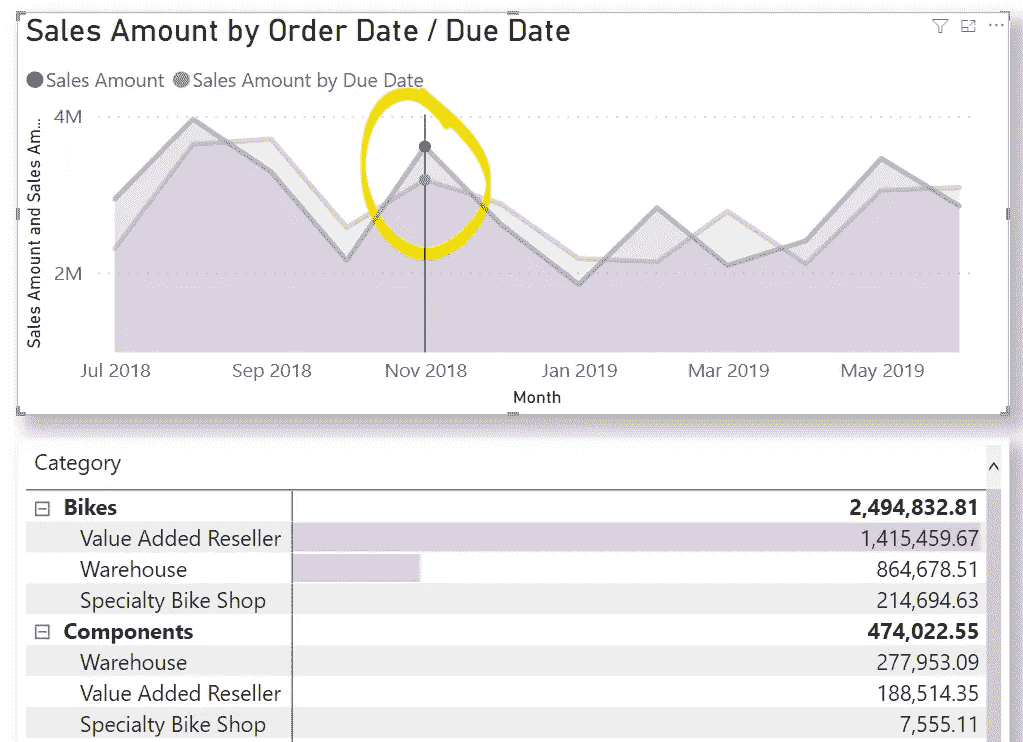 Sales Amount by Order Date / Due Date
Sales Amount Sales Amount by Due Date
Sales Amount and Sales Am...
4M
2M
Jul 2018 Sep 2018 Nov 2018 Jan 2019 Mar 2019 May 2019
Month
Category
Bikes 2,494,832.81
Value Added Reseller 1,415,459.67
Warehouse 864,678.51
Specialty Bike Shop 214,694.63
Components 474,022.55
Warehouse 277,953.09
Value Added Reseller 188,514.35
Specialty Bike Shop 7,555.11